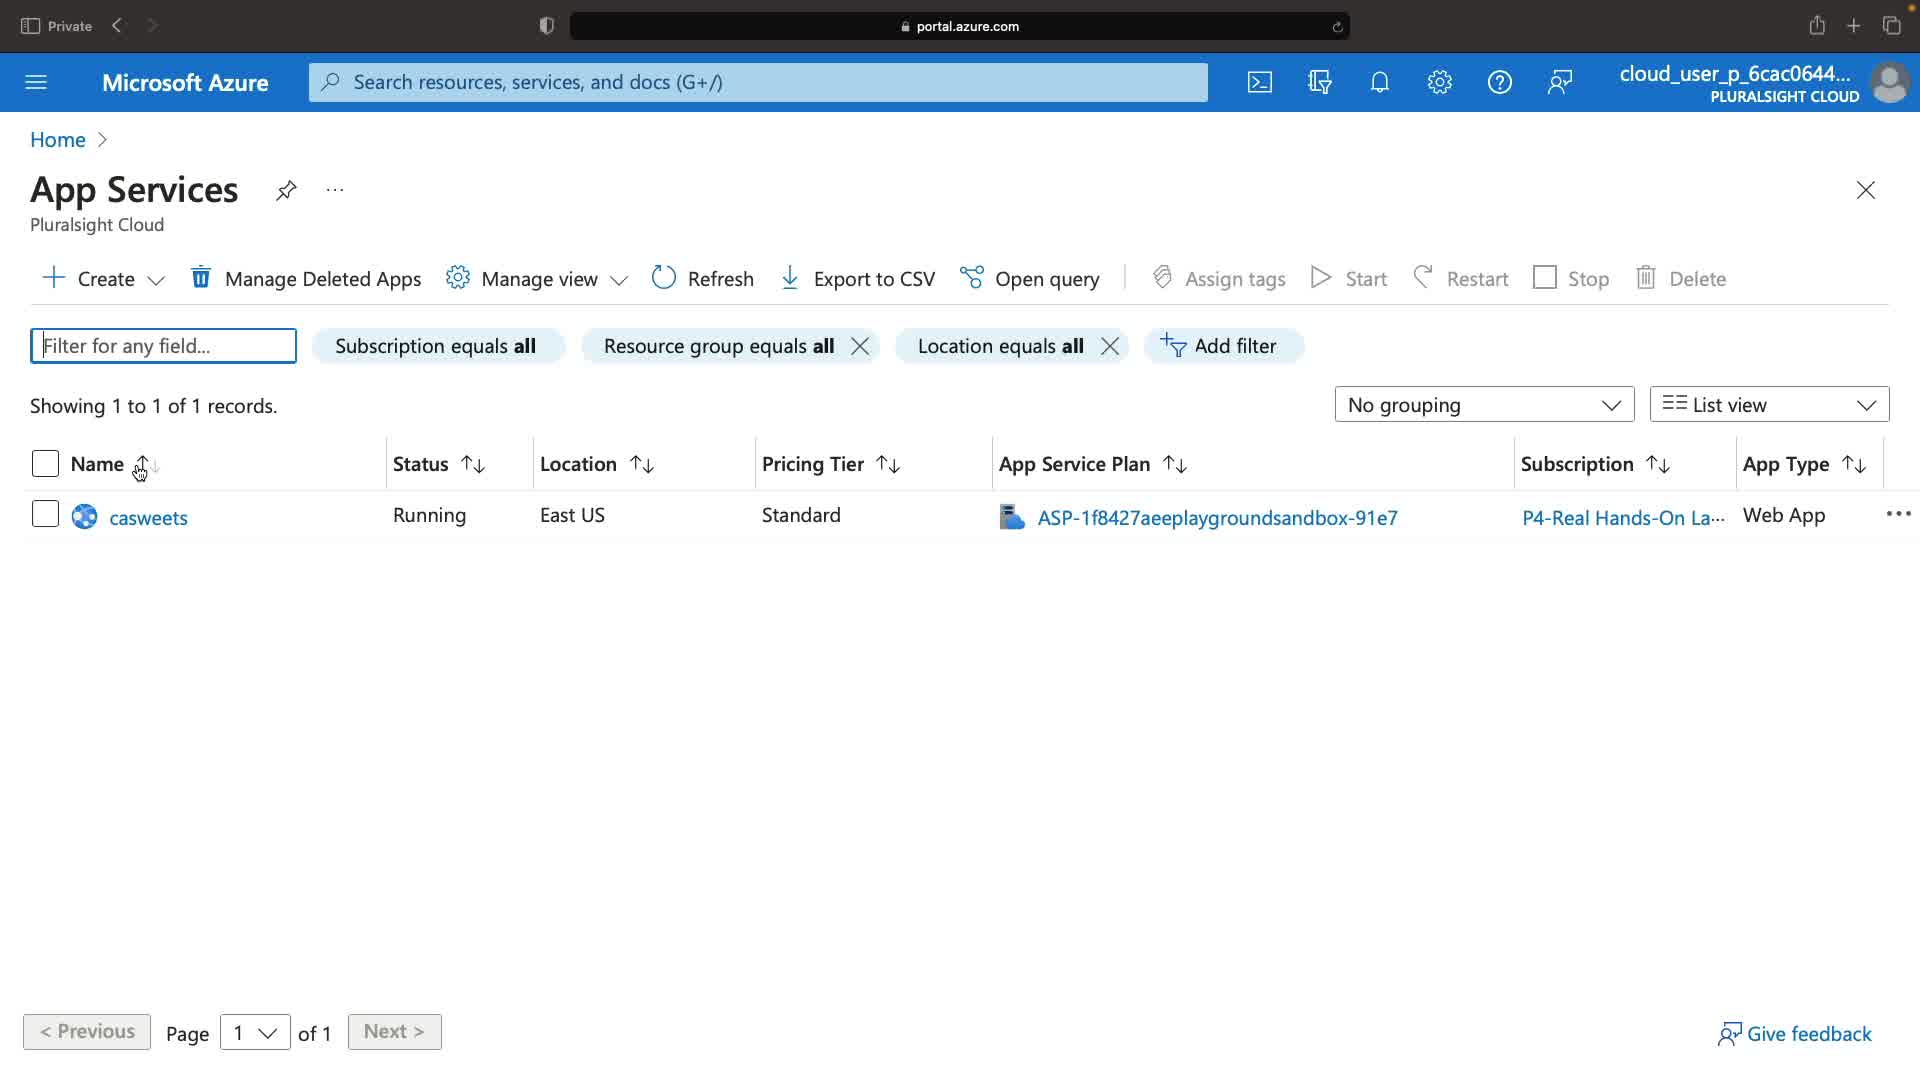 Private
portal.azure.com
Microsoft Azure
Search resources, services, and docs (G+/)
cloud_user_p_6cac0644...
PLURALSIGHT CLOUD
Home
App Services
...
Pluralsight Cloud
Create
Manage Deleted Apps
Manage view
Refresh
Export to CSV
Open query
Assign tags
Start
Restart
Stop
Delete
Filter for any field...
Subscription equals all
Resource group equals all
Location equals all
Add filter
Showing 1 to 1 of 1 records.
No grouping
List view
Name
Status
Location
Pricing Tier
App Service Plan
Subscription
App Type
casweets
Running
East US
Standard
ASP-1f8427aeeplaygroundsandbox-91e7
P4-Real Hands-On La...
Web App
< Previous
Page
1
of 1
Next >
Give feedback